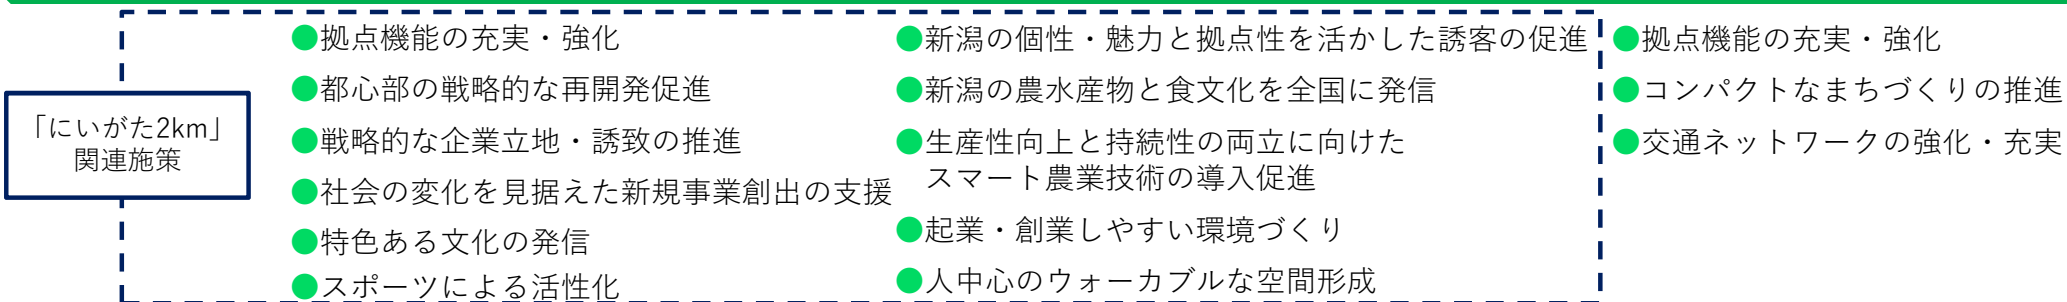 「にいがた2km」
関連施策
●拠点機能の充実・強化
●都心部の戦略的な再開発促進
●戦略的な企業立地・誘致の推進
●社会の変化を見据えた新規事業創出の支援
●特色ある文化の発信
●スポーツによる活性化
●新潟の個性・魅力と拠点性を活かした誘客の促進
●新潟の農水産物と食文化を全国に発信
●生産性向上と持続性の両立に向けた
スマート農業技術の導入促進
●起業・創業しやすい環境づくり
●人中心のウォーカブルな空間形成
●拠点機能の充実・強化
●コンパクトなまちづくりの推進
●交通ネットワークの強化・充実